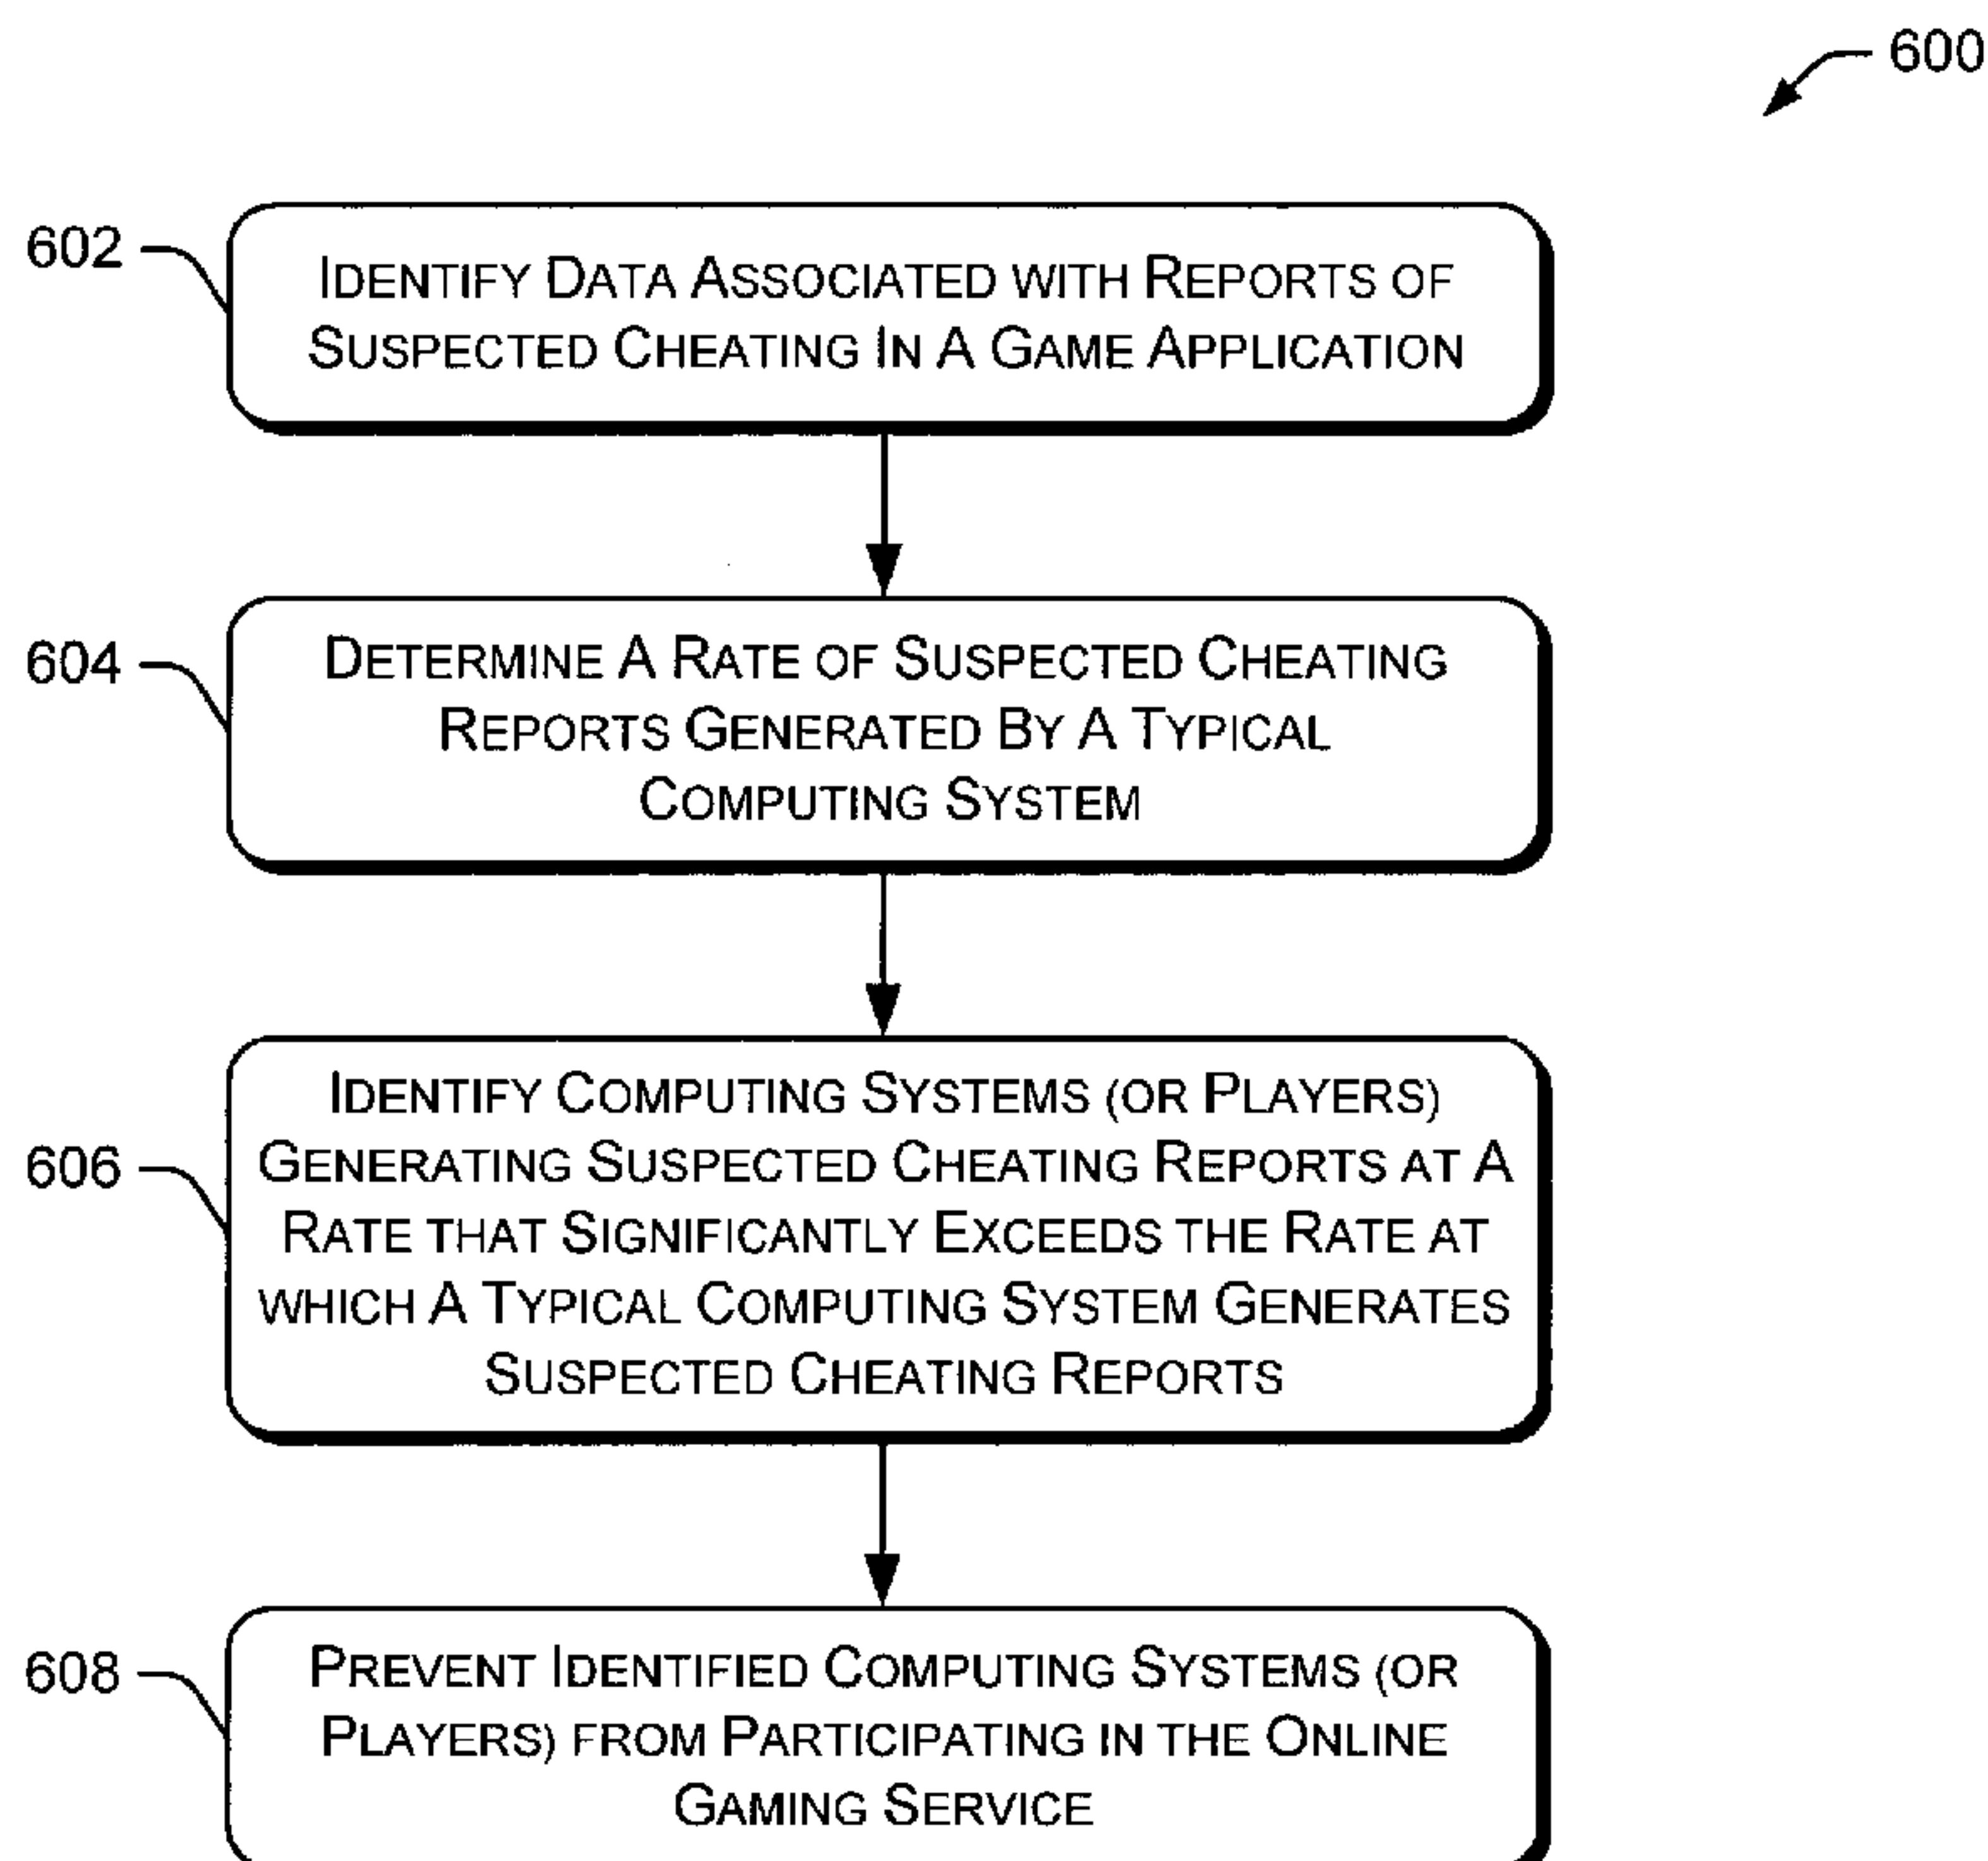 600
602
IDENTIFY DATA ASSOCIATED WITH REPORTS OF
SUSPECTED CHEATING IN A GAME APPLICATION
604
DETERMINE A RATE OF SUSPECTED CHEATING
REPORTS GENERATED BY A TYPICAL
COMPUTING SYSTEM
606
IDENTIFY COMPUTING SYSTEMS (OR PLAYERS)
GENERATING SUSPECTED CHEATING REPORTS AT A
RATE THAT SIGNIFICANTLY EXCEEDS THE RATE AT
WHICH A TYPICAL COMPUTING SYSTEM GENERATES
SUSPECTED CHEATING REPORTS
608
PREVENT IDENTIFIED COMPUTING SYSTEMS (OR
PLAYERS) FROM PARTICIPATING IN THE ONLINE
GAMING SERVICE